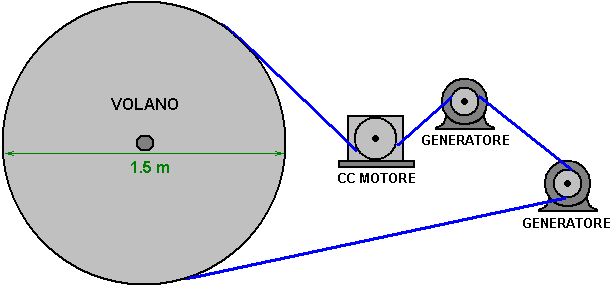 VOLANO
1.5 m
CC MOTORE
GENERATORE
GENERATORE